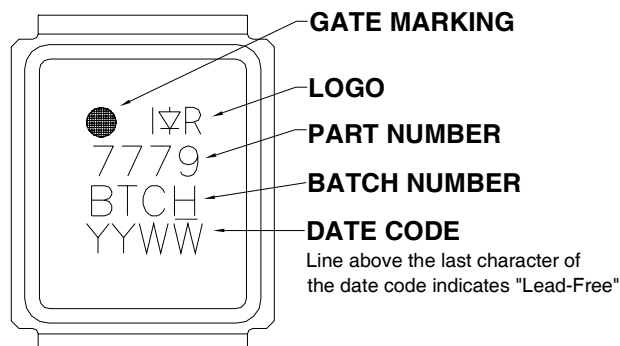 GATE MARKING
I R
LOGO
7779
PART NUMBER
BTCH
BATCH NUMBER
YYWW
DATE CODE
Line above the last character of
the date code indicates "Lead-Free"